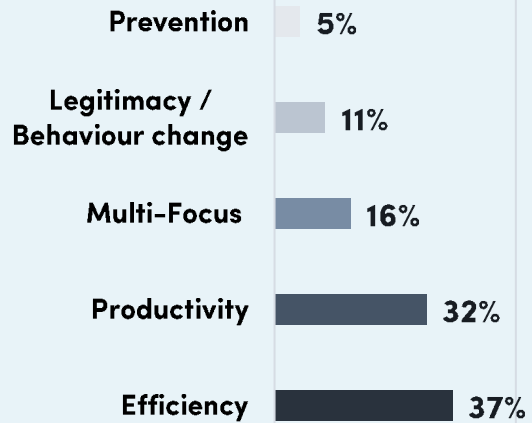 Prevention 5%
Legitimacy /
Behaviour change 11%
Multi-Focus 16%
Productivity 32%
Efficiency 37%